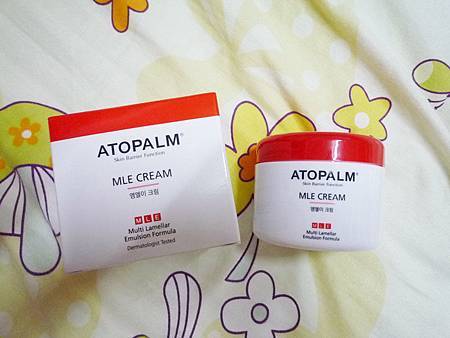 ATOPALM®
Skin Barrier Function
MLE CREAM
엠엘이 크림
MLE
Multi Lamellar
Emulsion Formula
Dermatologist Tested
ATOPALM®
Skin Barrier Function
MLE CREAM
엠엘이 크림
MLE
Multi Lamellar
Emulsion Formula